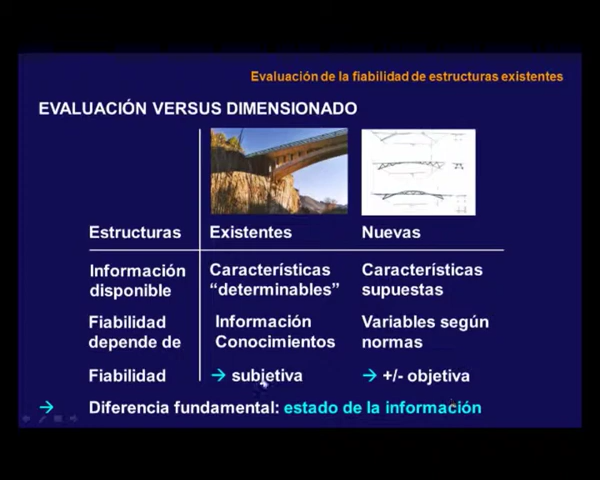 Evaluación de la fiabilidad de estructuras existentes
EVALUACIÓN VERSUS DIMENSIONADO
Estructuras Existentes Nuevas
Información disponible Características "determinables" Características supuestas
Fiabilidad depende de Información Conocimientos Variables según normas
Fiabilidad → subjetiva → +/- objetiva
→ Diferencia fundamental: estado de la información